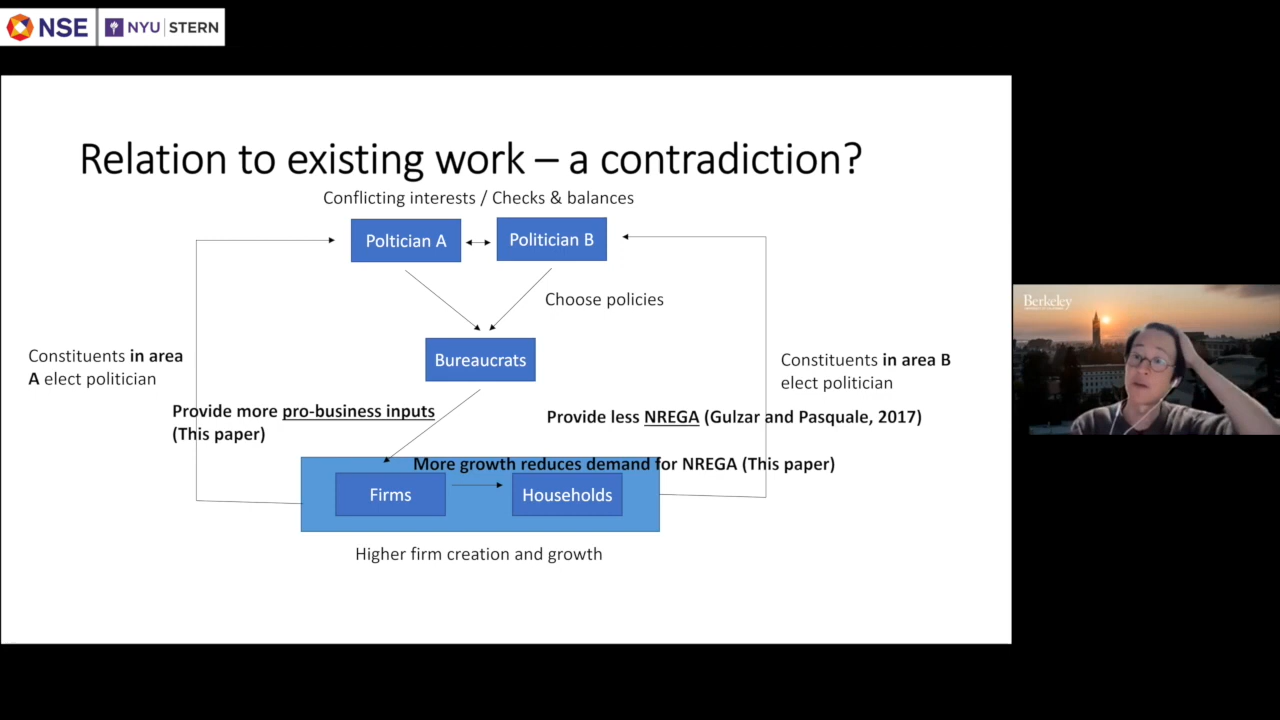 NSE
NYU STERN
Relation to existing work – a contradiction?
Conflicting interests / Checks & balances
Poltician A
Politician B
Choose policies
Bureaucrats
Constituents in area
A elect politician
Constituents in area B
elect politician
Provide more pro-business inputs
(This paper)
Provide less NREGA (Gulzar and Pasquale, 2017)
More growth reduces demand for NREGA (This paper)
Firms
Households
Higher firm creation and growth
Berkeley